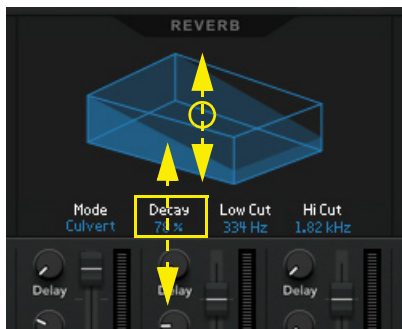 REVERB
Mode Decay Low Cut Hi Cut
Culvert 78 % 334 Hz 1.82 kHz
Delay Delay Delay